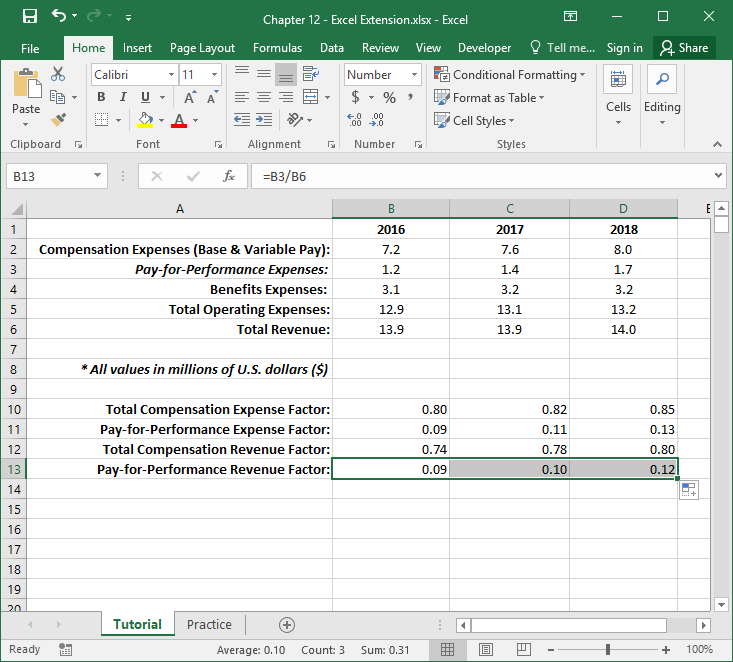 Chapter 12 - Excel Extension.xlsx - Excel
File Home Insert Page Layout Formulas Data Review View Developer Tell me... Sign in Share
Paste Calibri 11 Number Conditional Formatting
B I U A A $ % , Format as Table Cells Editing
A .0 .00 .00 .0 Cell Styles
Clipboard Font Alignment Number Styles
B13 fx =B3/B6
A B C D E
1 2016 2017 2018
2 Compensation Expenses (Base & Variable Pay): 7.2 7.6 8.0
3 Pay-for-Performance Expenses: 1.2 1.4 1.7
4 Benefits Expenses: 3.1 3.2 3.2
5 Total Operating Expenses: 12.9 13.1 13.2
6 Total Revenue: 13.9 13.9 14.0
7
8 * All values in millions of U.S. dollars ($)
9
10 Total Compensation Expense Factor: 0.80 0.82 0.85
11 Pay-for-Performance Expense Factor: 0.09 0.11 0.13
12 Total Compensation Revenue Factor: 0.74 0.78 0.80
13 Pay-for-Performance Revenue Factor: 0.09 0.10 0.12
14
15
16
17
18
19
20
Tutorial Practice
Ready Average: 0.10 Count: 3 Sum: 0.31 100%